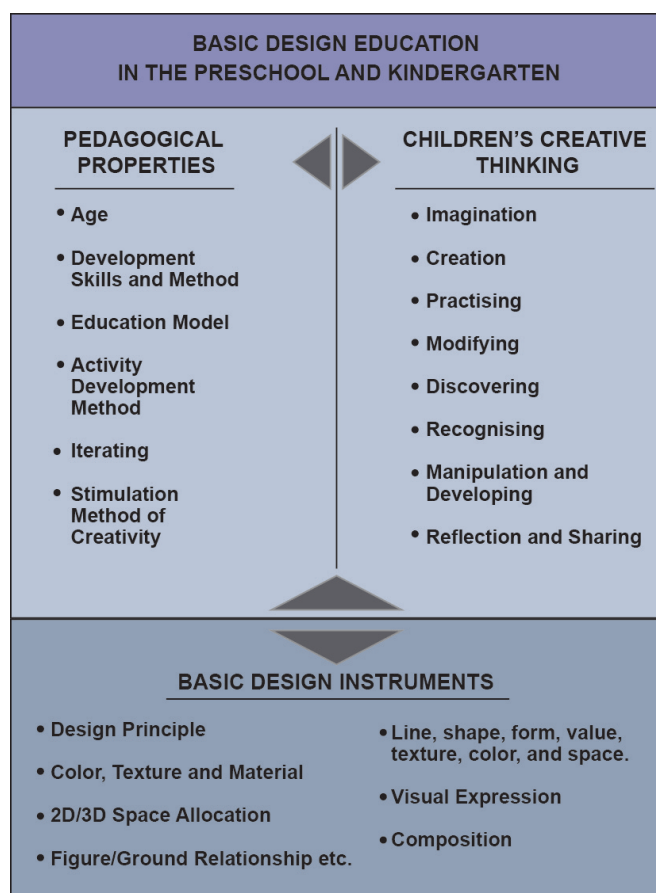 BASIC DESIGN EDUCATION
IN THE PRESCHOOL AND KINDERGARTEN
PEDAGOGICAL
PROPERTIES
• Age
• Development
Skills and Method
• Education Model
• Activity
Development
Method
• Iterating
• Stimulation
Method of
Creativity
CHILDREN'S CREATIVE
THINKING
• Imagination
• Creation
• Practising
• Modifying
• Discovering
• Recognising
• Manipulation and
Developing
• Reflection and Sharing
BASIC DESIGN INSTRUMENTS
• Design Principle
• Color, Texture and Material
• 2D/3D Space Allocation
• Figure/Ground Relationship etc.
• Line, shape, form, value,
texture, color, and space.
• Visual Expression
• Composition